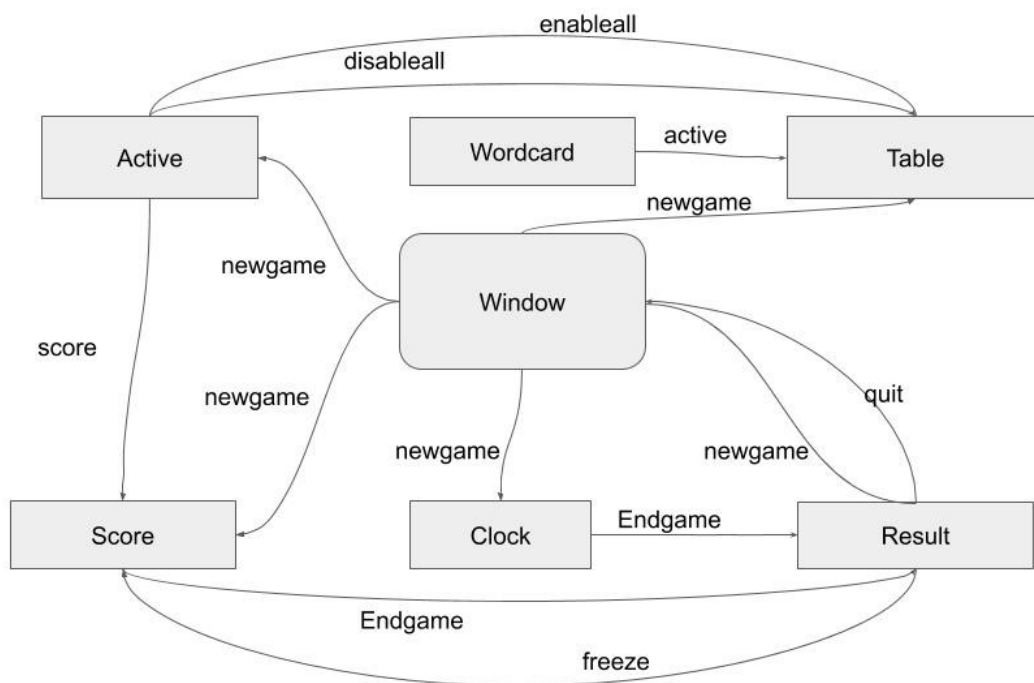 enableall
disableall
Active
Wordcard
active
Table
newgame
newgame
Window
score
newgame
quit
newgame
newgame
Score
Clock
Endgame
Result
Endgame
freeze